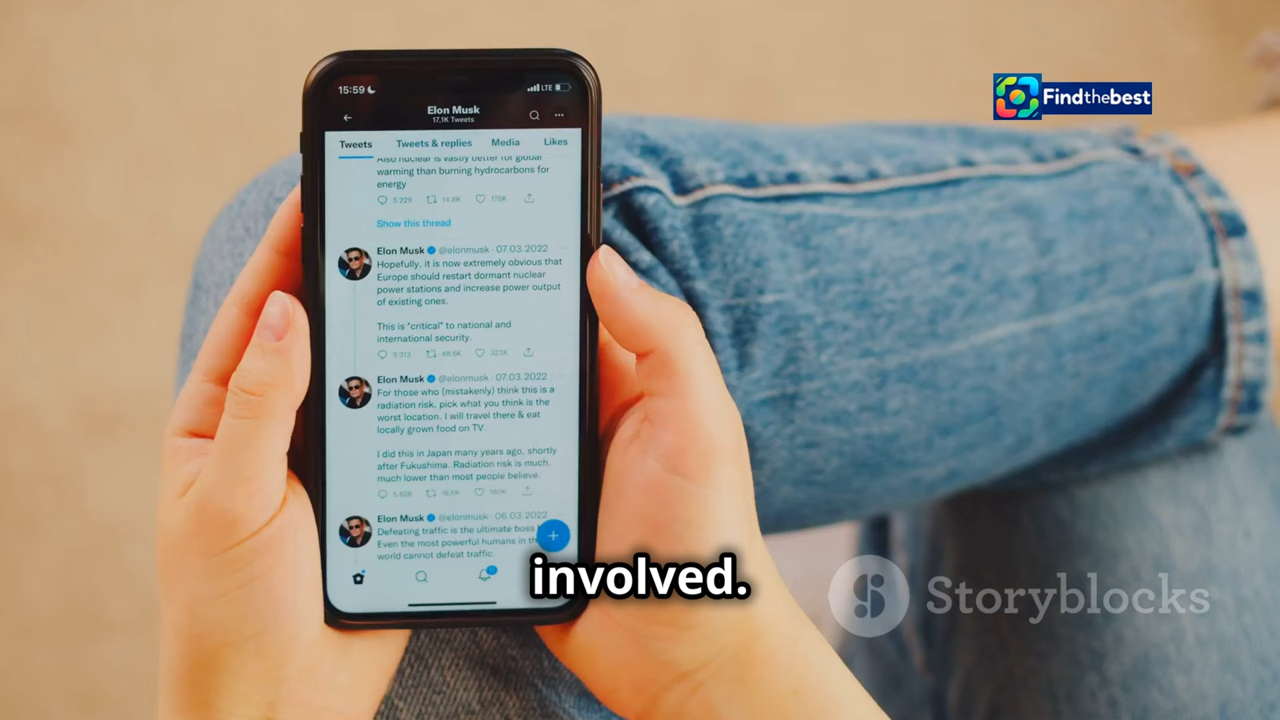 15:59
LTE
Elon Musk
17,1K Tweets
Tweets
Tweets & replies
Media
Likes
Also nuclear is vastly better for global
warming than burning hydrocarbons for
energy
5 229
14,8K
178K
Show this thread
Elon Musk @elonmusk · 07.03.2022
Hopefully, it is now extremely obvious that
Europe should restart dormant nuclear
power stations and increase power output
of existing ones.
This is *critical* to national and
international security.
5 313
48,6K
323K
Elon Musk @elonmusk · 07.03.2022
For those who (mistakenly) think this is a
radiation risk, pick what you think is the
worst location. I will travel there & eat
locally grown food on TV.
I did this in Japan many years ago, shortly
after Fukushima. Radiation risk is much,
much lower than most people believe.
5 828
180K
Elon Musk @elonmusk · 06.03.2022
Defeating traffic is the ultimate boss
Even the most powerful humans in
world cannot defeat traffic
Findthebest
involved.
Storyblocks